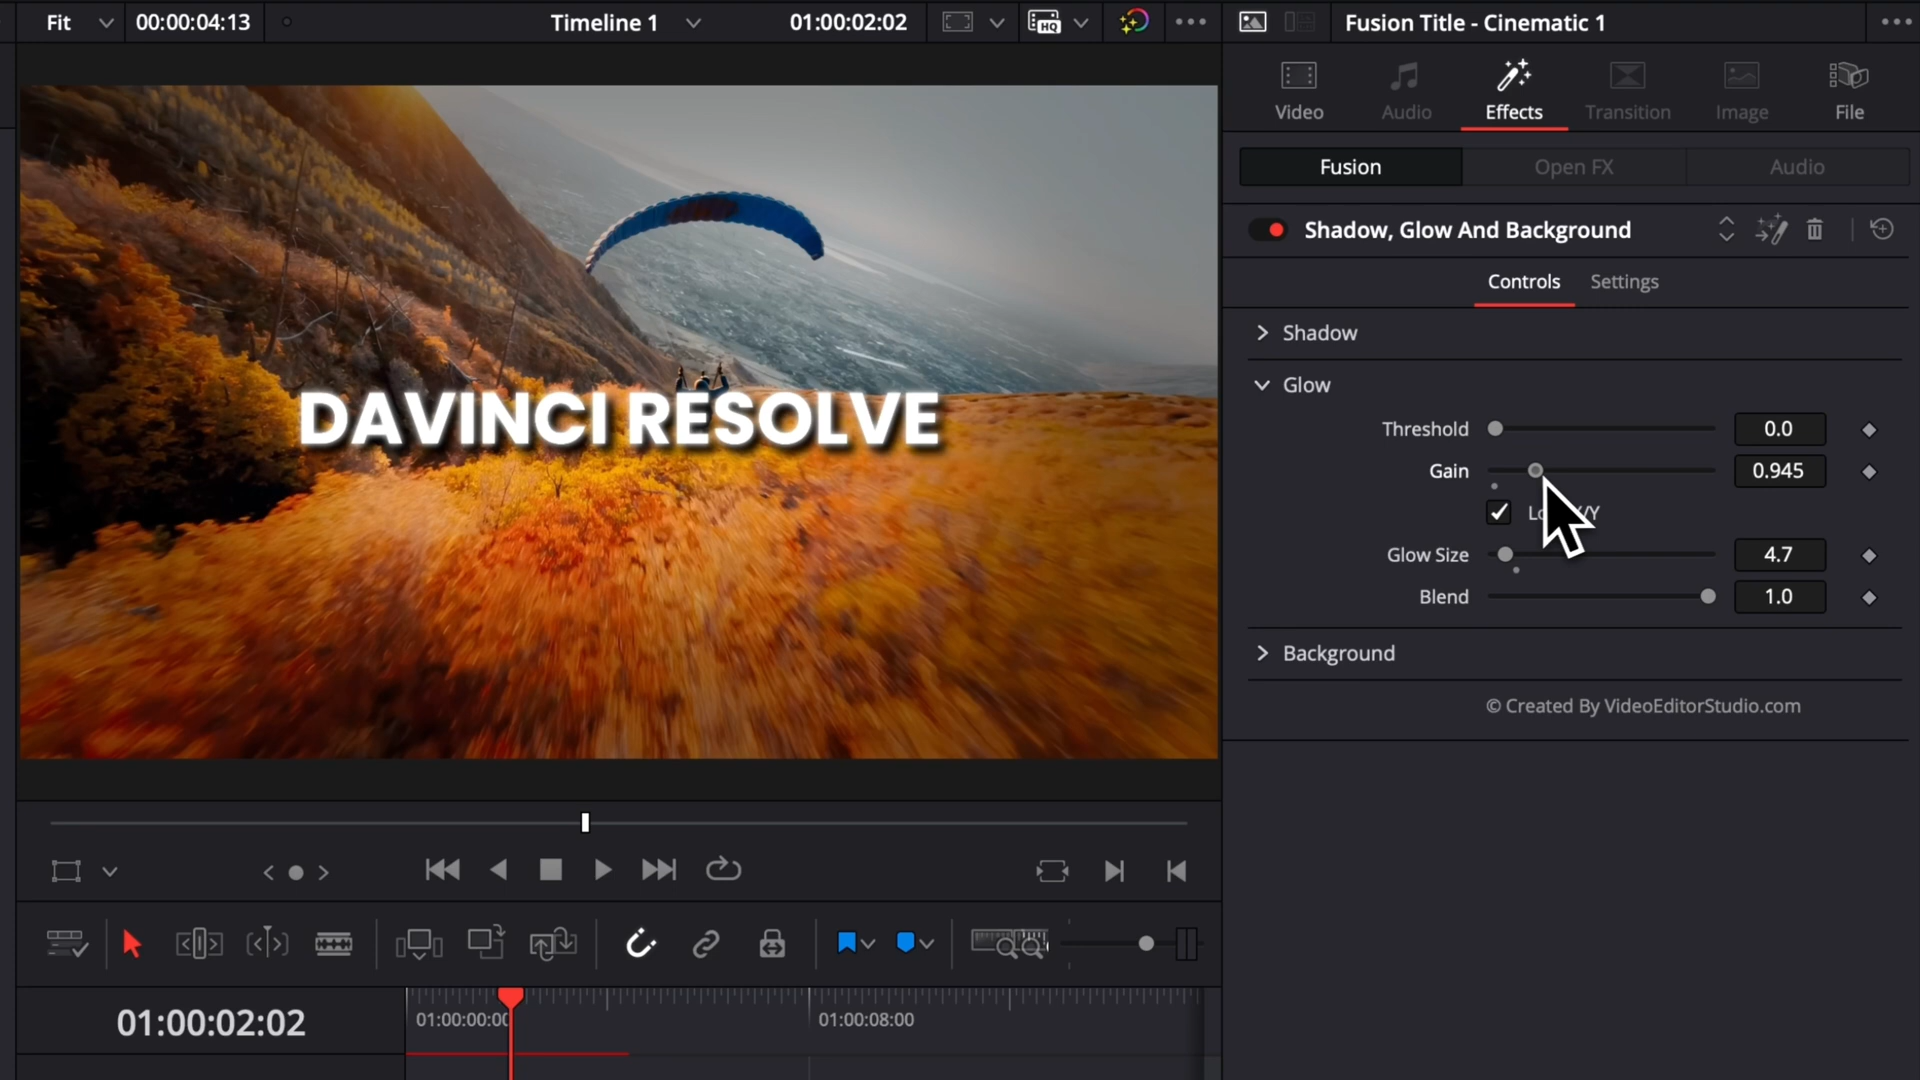 Fit
00:00:04:13
Timeline 1
01:00:02:02
HQ
Fusion Title - Cinematic 1
Video
Audio
Effects
Transition
Image
File
Fusion
Open FX
Audio
Shadow, Glow And Background
Controls
Settings
Shadow
Glow
Threshold
0.0
Gain
0.945
Glow Size
4.7
Blend
1.0
Background
© Created By VideoEditorStudio.com
DAVINCI RESOLVE
01:00:02:02
01:00:00:00
01:00:08:00